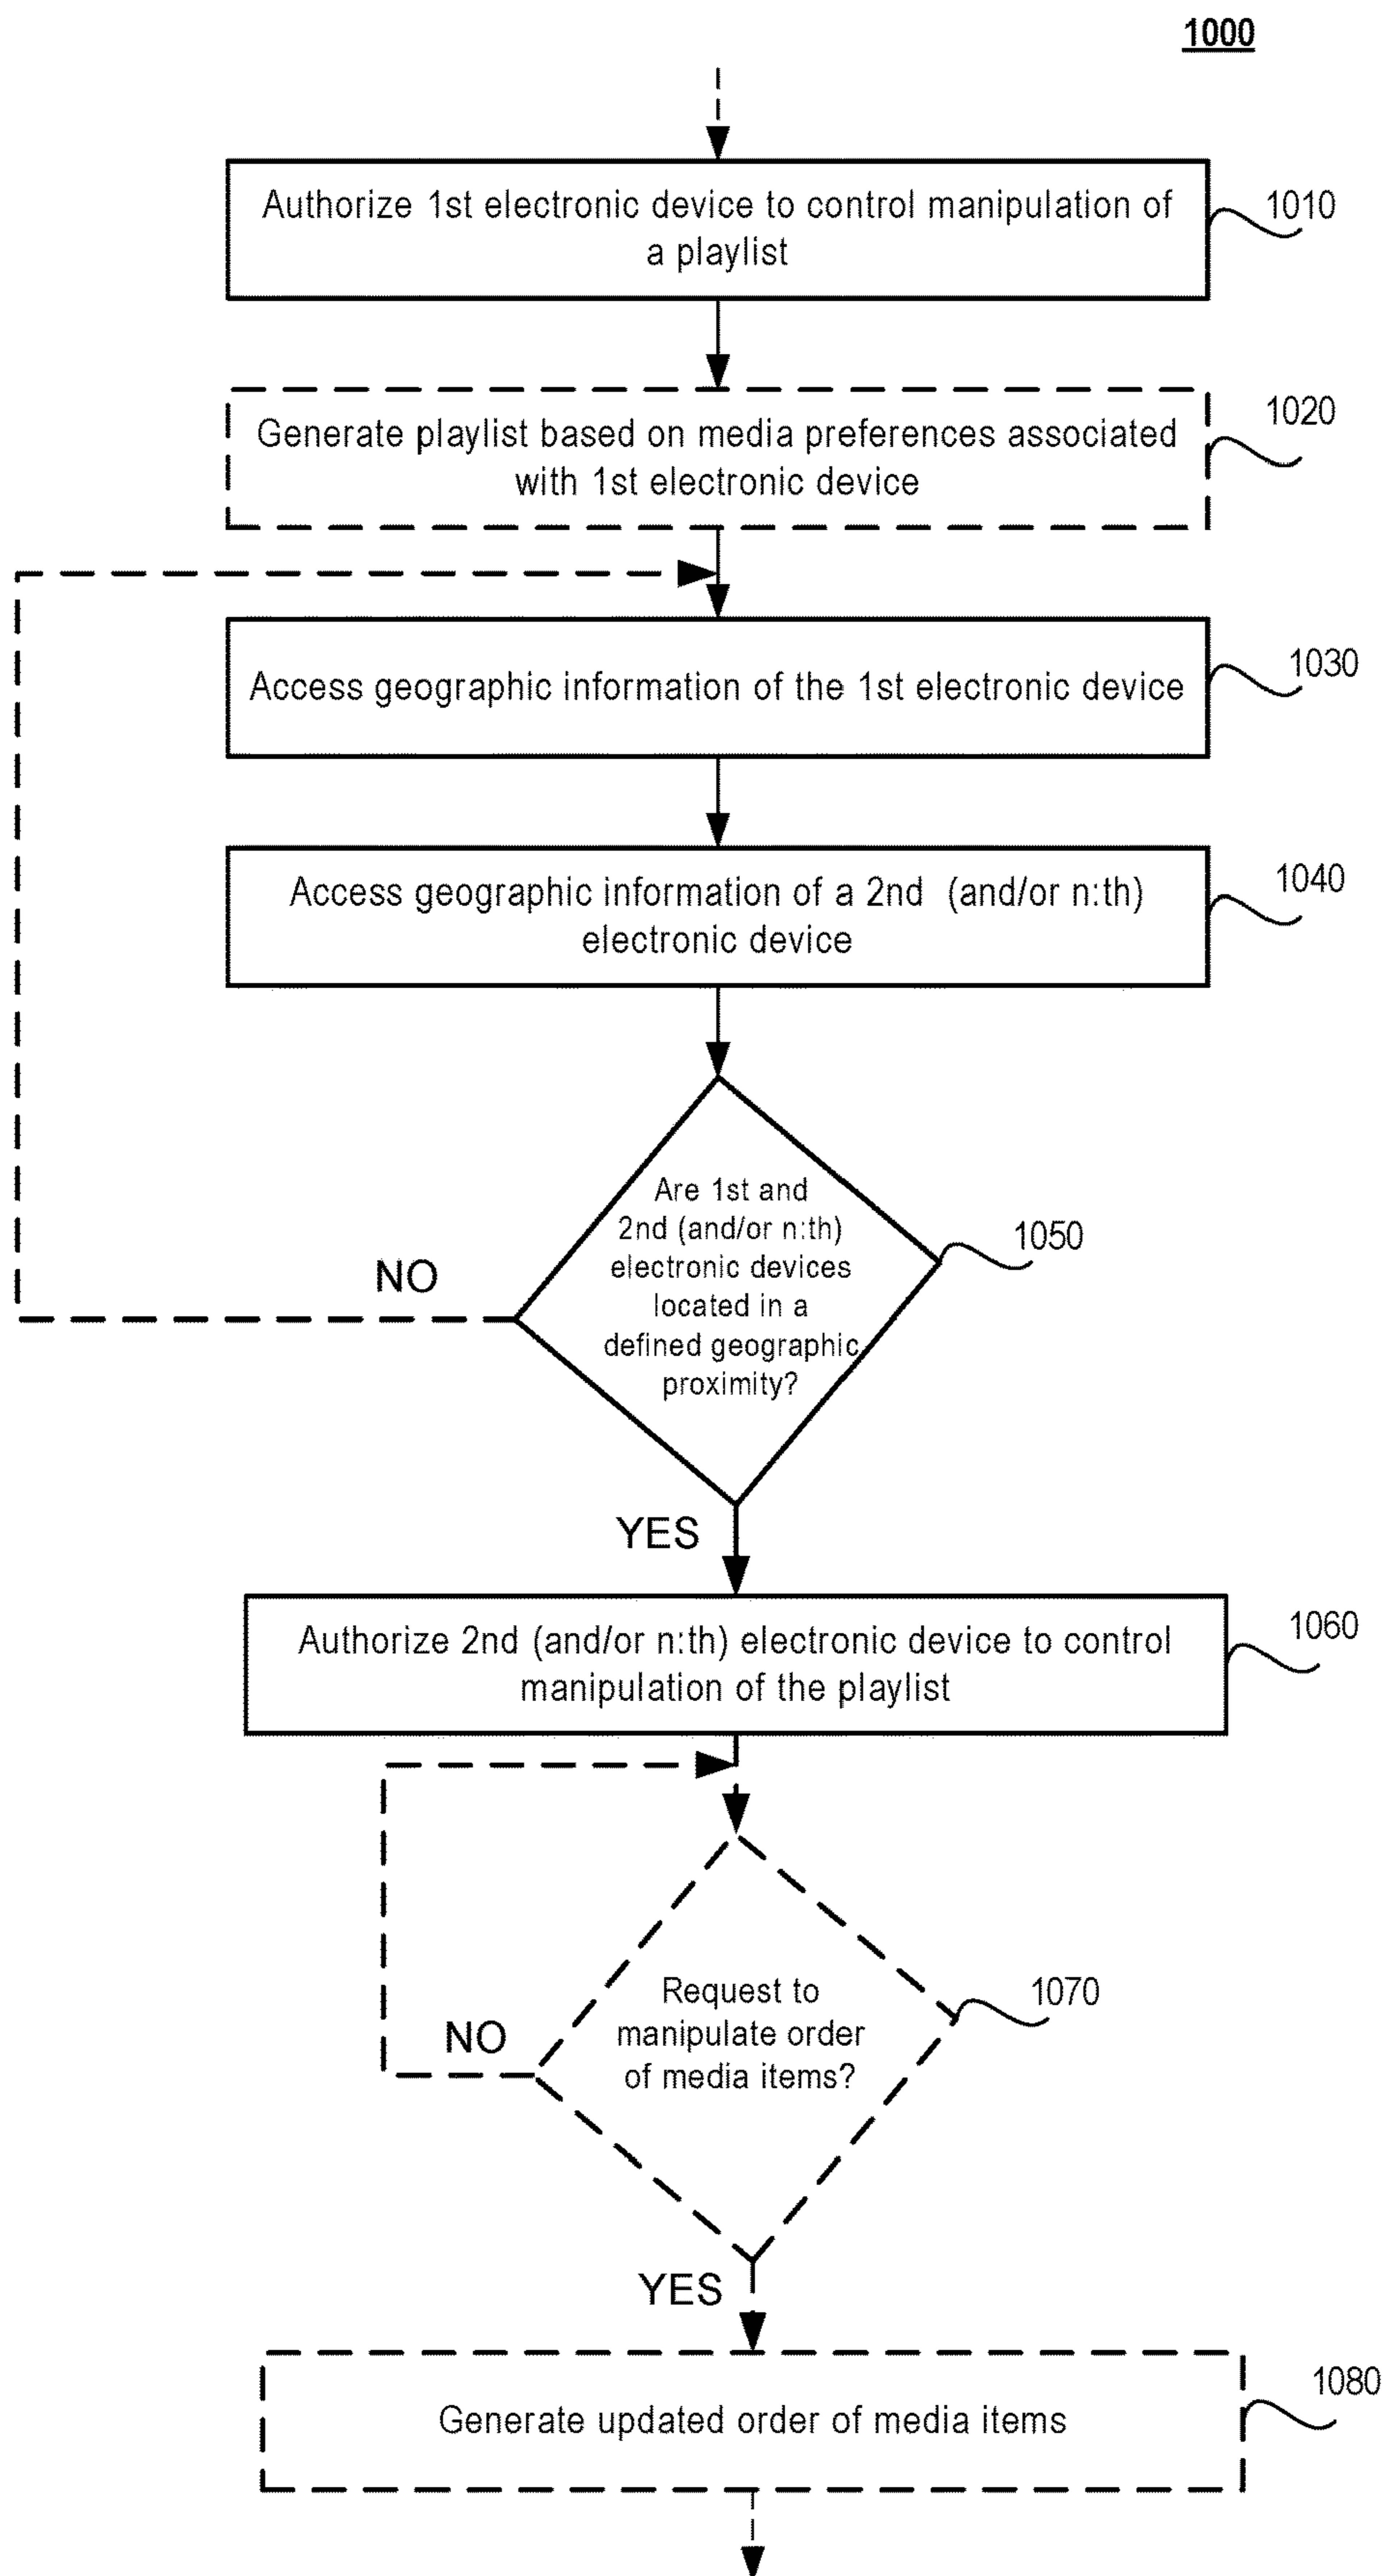 1000
Authorize 1st electronic device to control manipulation of
a playlist
1010
Generate playlist based on media preferences associated
with 1st electronic device
1020
Access geographic information of the 1st electronic device
1030
Access geographic information of a 2nd (and/or n:th)
electronic device
1040
Are 1st and
2nd (and/or n:th)
electronic devices
located in a
defined geographic
proximity?
1050
NO
YES
Authorize 2nd (and/or n:th) electronic device to control
manipulation of the playlist
1060
Request to
manipulate order
of media items?
1070
NO
YES
Generate updated order of media items
1080